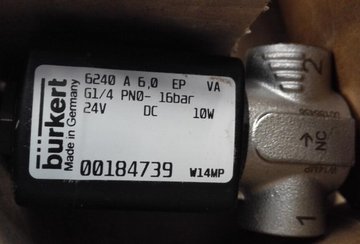 bürkert
Made in Germany
6240 A 6,0 EP VA
G1/4 PN0- 16bar
24V DC 10W
00184739 W14MP
2
NC
W14MP
1